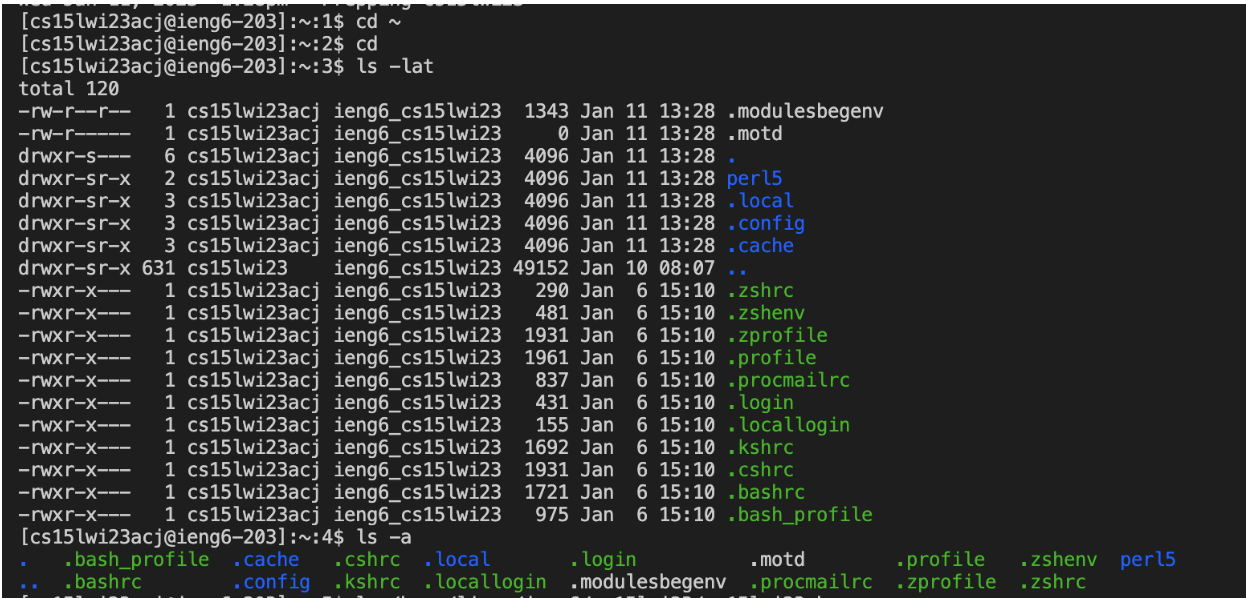 [cs15lwi23acj@ieng6-203]:~:1$ cd ~
[cs15lwi23acj@ieng6-203]:~:2$ cd
[cs15lwi23acj@ieng6-203]:~:3$ ls -lat
total 120
-rw-r--r--   1 cs15lwi23acj ieng6_cs15lwi23  1343 Jan 11 13:28 .modulesbegenv
-rw-r-----   1 cs15lwi23acj ieng6_cs15lwi23     0 Jan 11 13:28 .motd
drwxr-s---   6 cs15lwi23acj ieng6_cs15lwi23  4096 Jan 11 13:28 .
drwxr-sr-x   2 cs15lwi23acj ieng6_cs15lwi23  4096 Jan 11 13:28 perl5
drwxr-sr-x   3 cs15lwi23acj ieng6_cs15lwi23  4096 Jan 11 13:28 .local
drwxr-sr-x   3 cs15lwi23acj ieng6_cs15lwi23  4096 Jan 11 13:28 .config
drwxr-sr-x   3 cs15lwi23acj ieng6_cs15lwi23  4096 Jan 11 13:28 .cache
drwxr-sr-x 631 cs15lwi23    ieng6_cs15lwi23 49152 Jan 10 08:07 ..
-rwxr-x---   1 cs15lwi23acj ieng6_cs15lwi23   290 Jan  6 15:10 .zshrc
-rwxr-x---   1 cs15lwi23acj ieng6_cs15lwi23   481 Jan  6 15:10 .zshenv
-rwxr-x---   1 cs15lwi23acj ieng6_cs15lwi23  1931 Jan  6 15:10 .zprofile
-rwxr-x---   1 cs15lwi23acj ieng6_cs15lwi23  1961 Jan  6 15:10 .profile
-rwxr-x---   1 cs15lwi23acj ieng6_cs15lwi23   837 Jan  6 15:10 .procmailrc
-rwxr-x---   1 cs15lwi23acj ieng6_cs15lwi23   431 Jan  6 15:10 .login
-rwxr-x---   1 cs15lwi23acj ieng6_cs15lwi23   155 Jan  6 15:10 .locallogin
-rwxr-x---   1 cs15lwi23acj ieng6_cs15lwi23  1692 Jan  6 15:10 .kshrc
-rwxr-x---   1 cs15lwi23acj ieng6_cs15lwi23  1931 Jan  6 15:10 .cshrc
-rwxr-x---   1 cs15lwi23acj ieng6_cs15lwi23  1721 Jan  6 15:10 .bashrc
-rwxr-x---   1 cs15lwi23acj ieng6_cs15lwi23   975 Jan  6 15:10 .bash_profile
[cs15lwi23acj@ieng6-203]:~:4$ ls -a
.   .bash_profile  .cache   .cshrc  .local       .login          .motd        .profile   .zshenv  perl5
..  .bashrc        .config  .kshrc  .locallogin  .modulesbegenv  .procmailrc  .zprofile  .zshrc